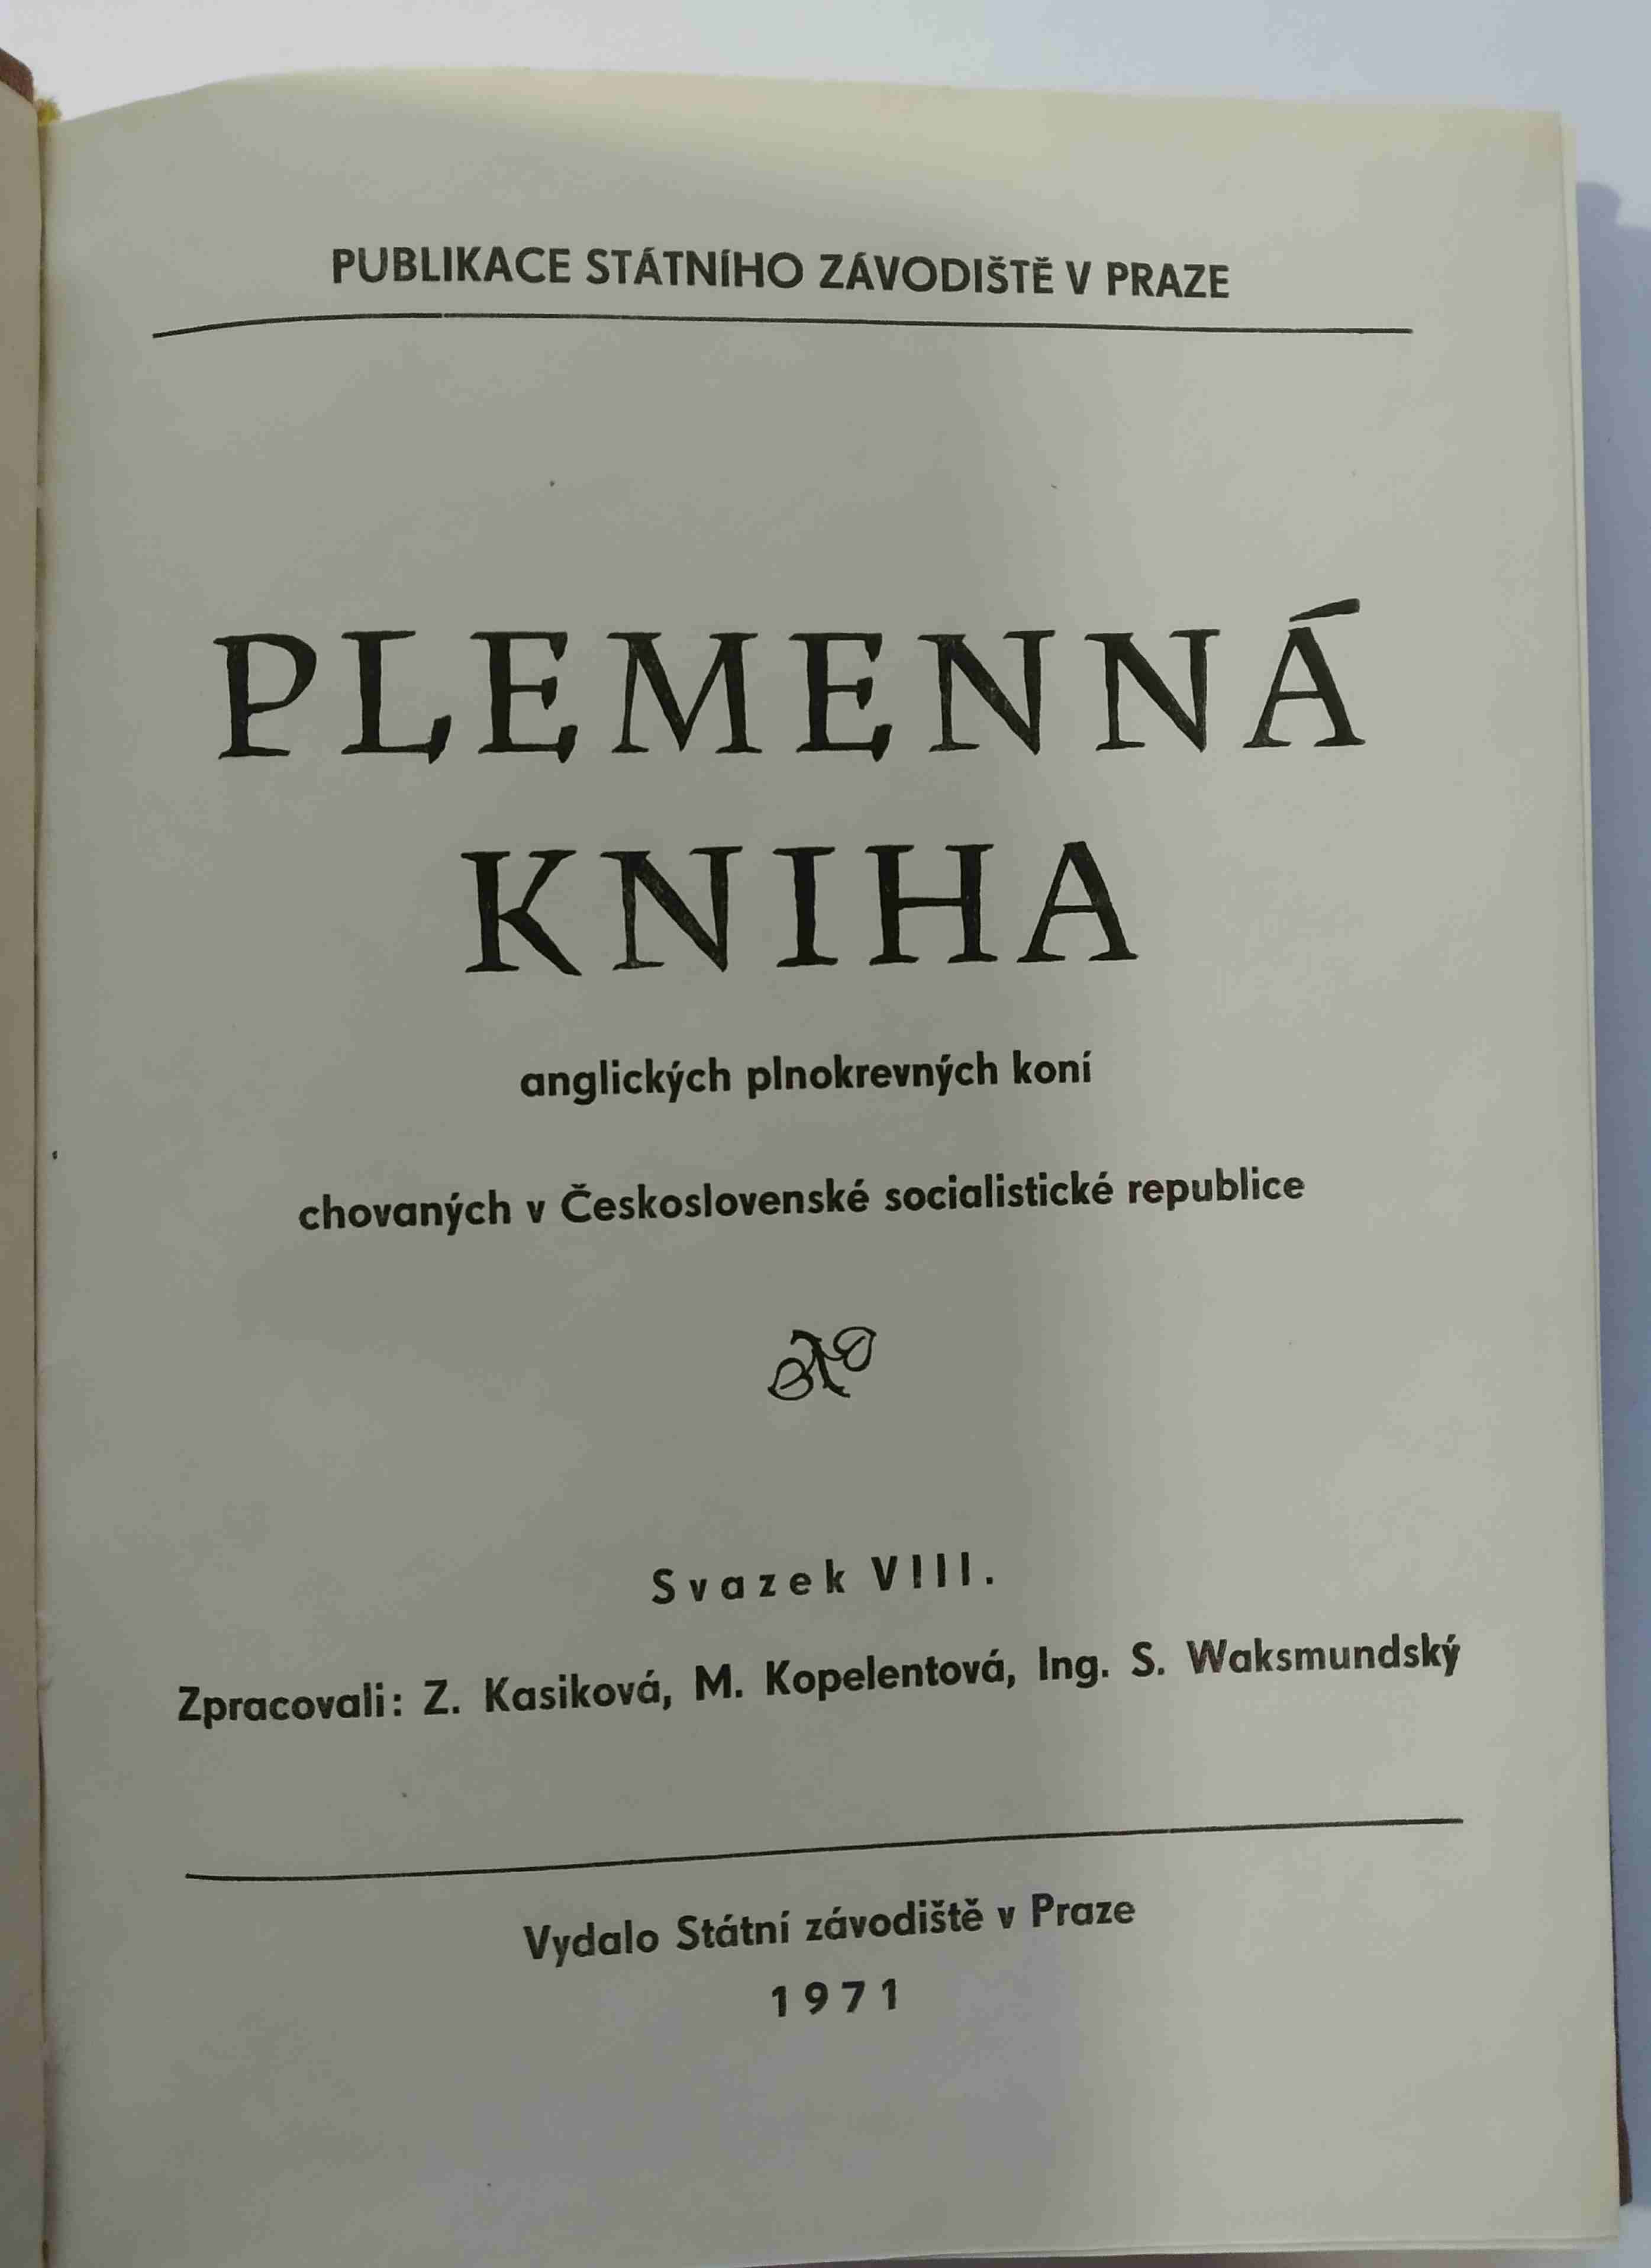 PUBLIKACE STÁTNÍHO ZÁVODIŠTĚ V PRAZE
PLEMENNÁ
KNIHA
anglických plnokrevných koní
chovaných v Československé socialistické republice
Svazek VIII.
Zpracovali: Z. Kasiková, M. Kopelentová, Ing. S. Waksmundský
Vydalo Státní závodiště v Praze
1971